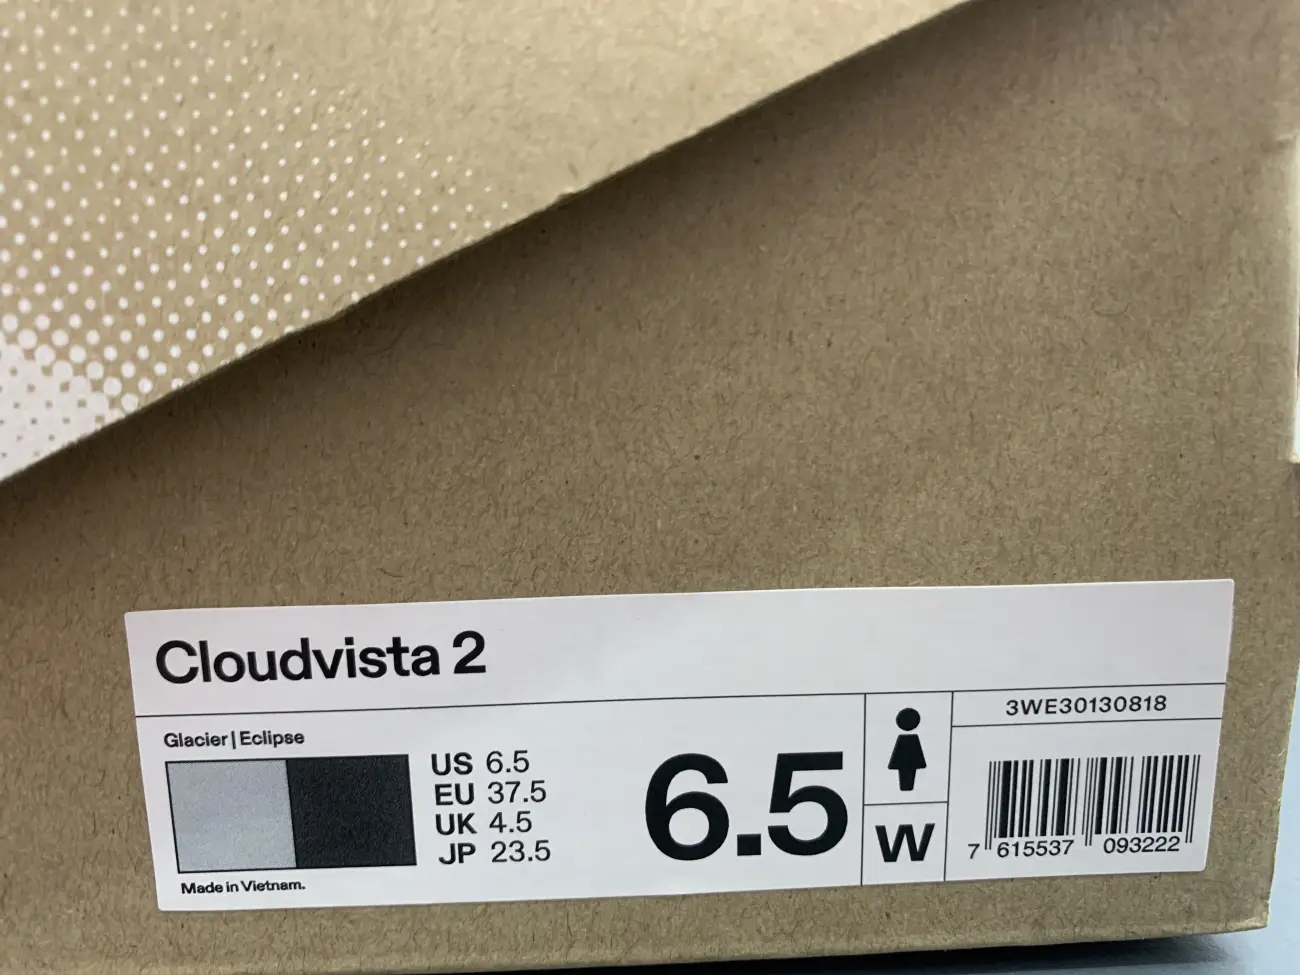 Cloudvista 2
Glacier | Eclipse
US 6.5
EU 37.5
UK 4.5
JP 23.5
Made in Vietnam.
6.5
W
3WE30130818
7 615537 093222